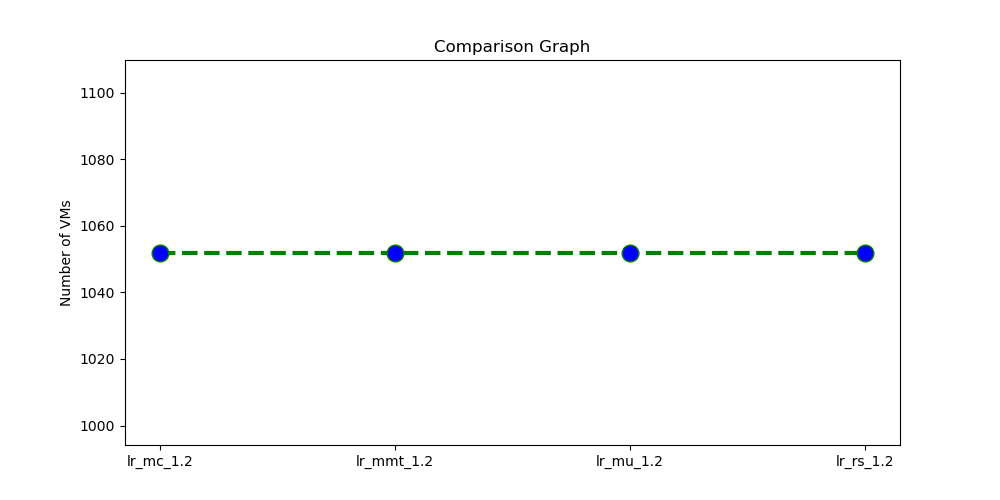 Comparison Graph
Number of VMs
1100
1080
1060
1040
1020
1000
lr_mc_1.2
lr_mmt_1.2
lr_mu_1.2
lr_rs_1.2